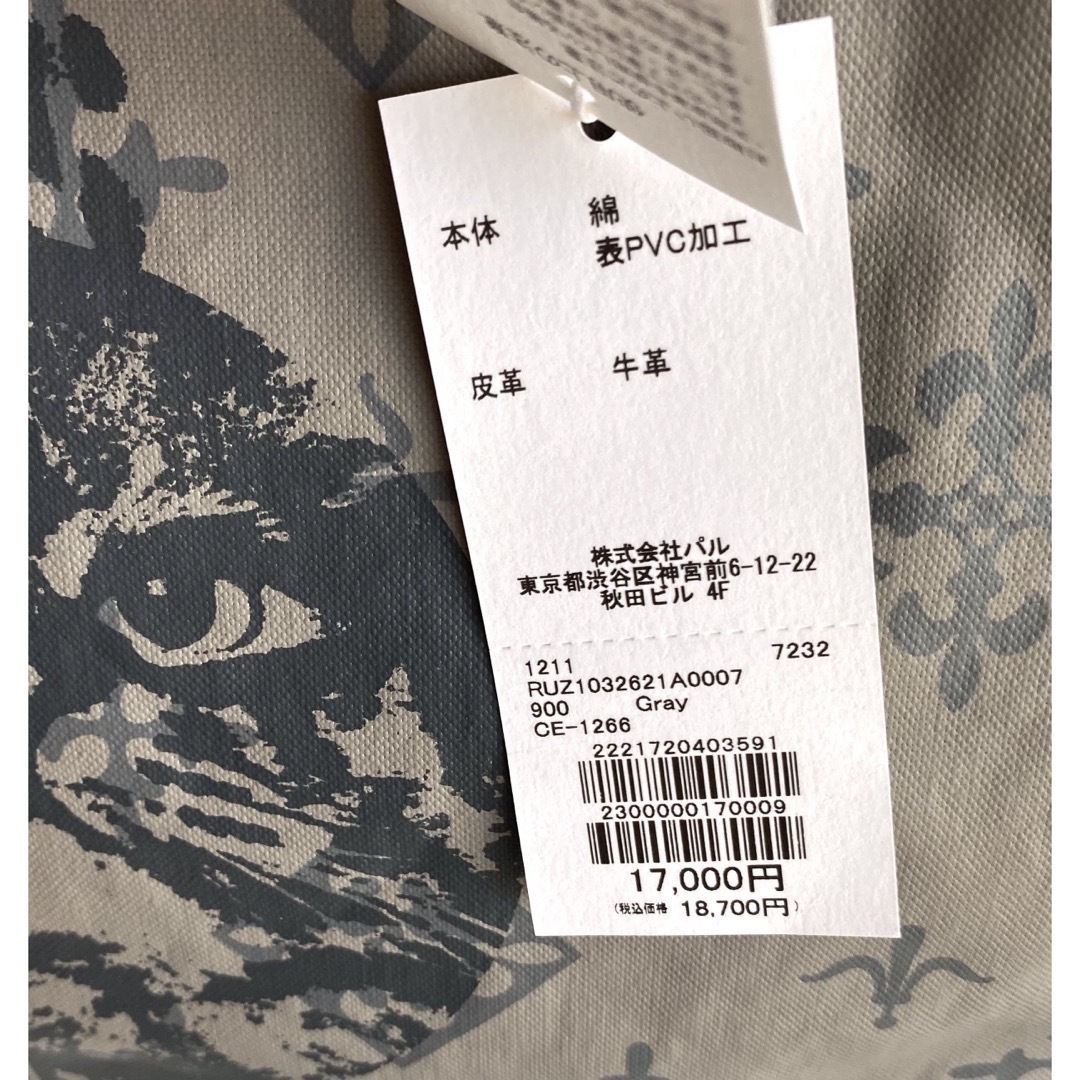 本体 綿
表PVC加工
皮革 牛革
株式会社パル
東京都渋谷区神宮前6-12-22
秋田ビル 4F
1211 7232
RUZ1032621A0007
900 Gray
CE-1266
2221720403591
2300000170009
17,000円
(税込価格 18,700円)